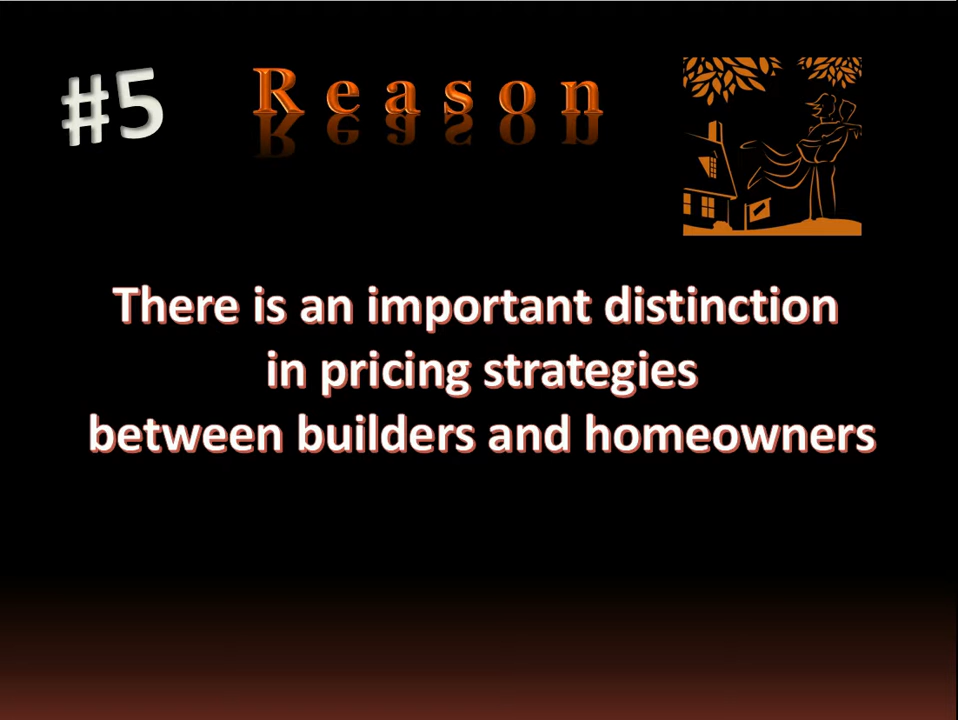 #5 Reason
There is an important distinction
in pricing strategies
between builders and homeowners